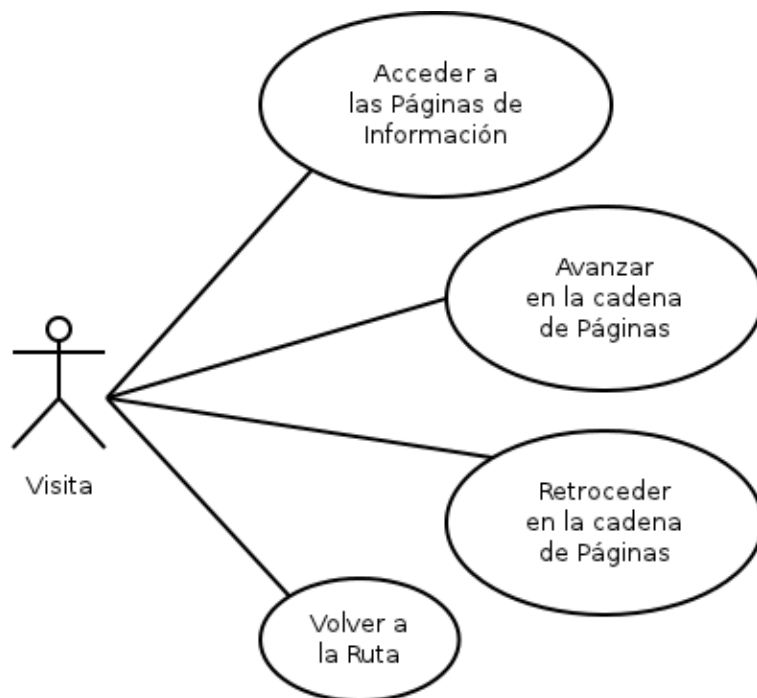 Acceder a
las Páginas de
Información
Avanzar
en la cadena
de Páginas
Visita
Retroceder
en la cadena
de Páginas
Volver a
la Ruta